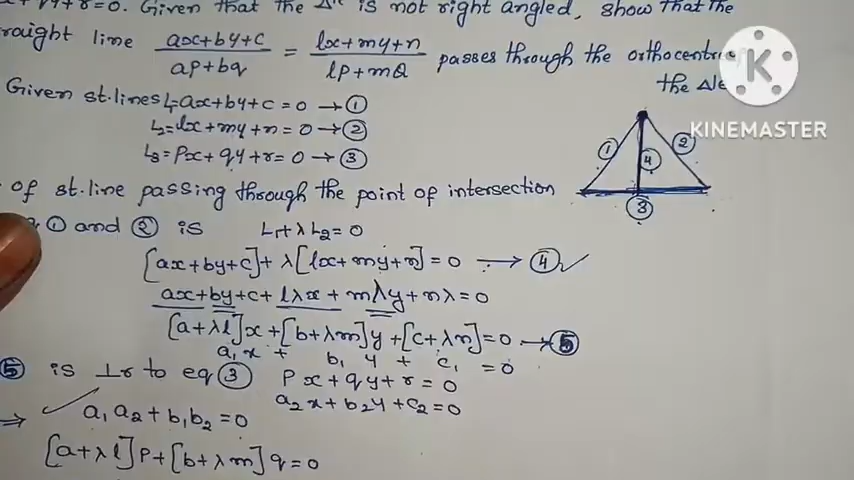 +ry+r=0. Given that the Δle is not right angled, show that the
raight line (ax+by+c)/(ap+bq) = (lx+my+n)/(lp+mQ) passes through the orthocentre
the Δle
Given st.lines L1=ax+by+c=0 →①
L2=lx+my+n=0 →②
L3=Px+qy+r=0 →③
of st.line passing through the point of intersection
① and ② is L1+λL2=0
[ax+by+c]+λ[lx+my+n]=0 → ④✓
ax+by+c+lλx+mλy+nλ=0
[a+λl]x+[b+λm]y+[c+λn]=0 →⑤
a1x + b1y + c1 =0
⑤ is ⊥r to eq ③ Px+qy+r=0
a2x+b2y+c2=0
⇒ a1a2+b1b2=0
[a+λl]P+[b+λm]q=0
① ② ④
③
K
KINEMASTER